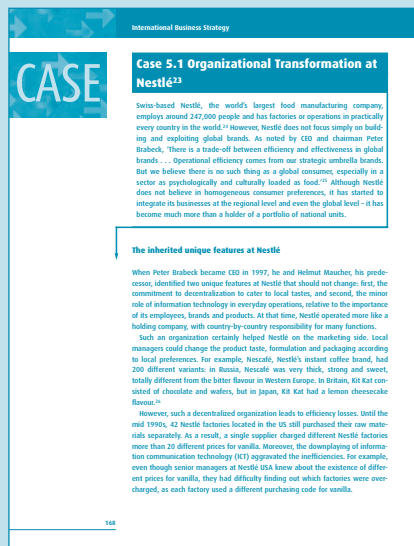 International Business Strategy
CASE
Case 5.1 Organizational Transformation at
Nestlé23
Swiss-based Nestlé, the world's largest food manufacturing company,
employs around 247,000 people and has factories or operations in practically
every country in the world.24 However, Nestlé does not focus simply on build-
ing and exploiting global brands. As noted by CEO and chairman Peter
Brabeck, 'There is a trade-off between efficiency and effectiveness in global
brands . . . Operational efficiency comes from our strategic umbrella brands.
But we believe there is no such thing as a global consumer, especially in a
sector as psychologically and culturally loaded as food.'25 Although Nestlé
does not believe in homogeneous consumer preferences, it has started to
integrate its businesses at the regional level and even the global level – it has
become much more than a holder of a portfolio of national units.
The inherited unique features at Nestlé
When Peter Brabeck became CEO in 1997, he and Helmut Maucher, his prede-
cessor, identified two unique features at Nestlé that should not change: first, the
commitment to decentralization to cater to local tastes, and second, the minor
role of information technology in everyday operations, relative to the importance
of its employees, brands and products. At that time, Nestlé operated more like a
holding company, with country-by-country responsibility for many functions.
Such an organization certainly helped Nestlé on the marketing side. Local
managers could change the product taste, formulation and packaging according
to local preferences. For example, Nescafé, Nestlé's instant coffee brand, had
200 different variants: in Russia, Nescafé was very thick, strong and sweet,
totally different from the bitter flavour in Western Europe. In Britain, Kit Kat con-
sisted of chocolate and wafers, but in Japan, Kit Kat had a lemon cheesecake
flavour.26
However, such a decentralized organization leads to efficiency losses. Until the
mid 1990s, 42 Nestlé factories located in the US still purchased their raw mate-
rials separately. As a result, a single supplier charged different Nestlé factories
more than 20 different prices for vanilla. Moreover, the downplaying of informa-
tion communication technology (ICT) aggravated the inefficiencies. For example,
even though senior managers at Nestlé USA knew about the existence of differ-
ent prices for vanilla, they had difficulty finding out which factories were over-
charged, as each factory used a different purchasing code for vanilla.
168